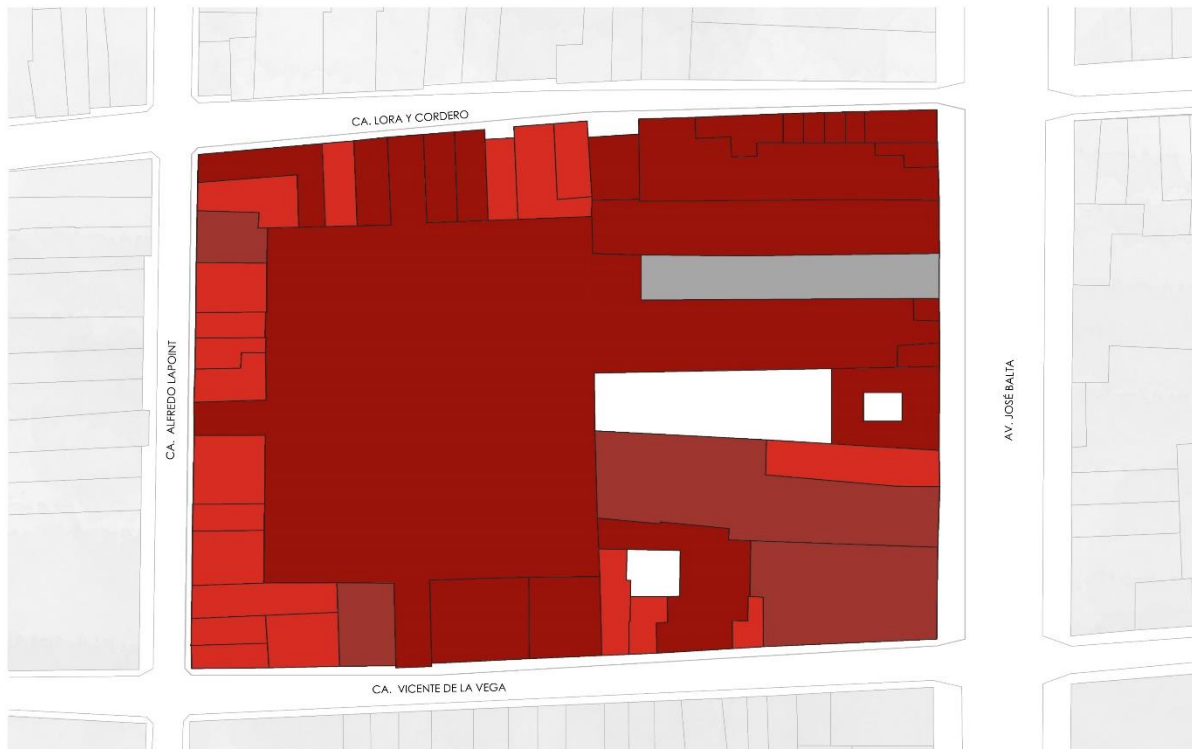 CA. LORA Y CORDERO
CA. ALFREDO LAPOINT
AV. JOSÉ BALTA
CA. VICENTE DE LA VEGA